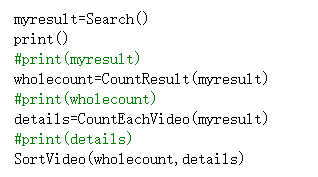 myresult=Search()
print()
#print(myresult)
wholecount=CountResult(myresult)
#print(wholecount)
details=CountEachVideo(myresult)
#print(details)
SortVideo(wholecount,details)